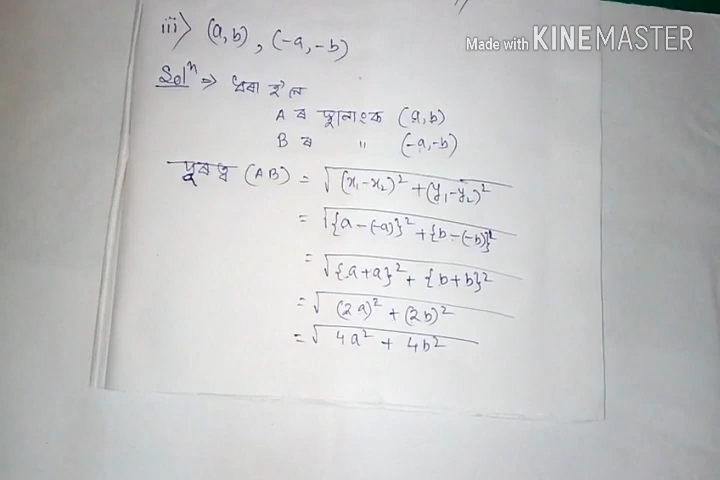 iii) (a,b), (-a,-b)
Made with KINEMASTER
Solⁿ ⇒ ধৰা হ'ল
A ৰ স্থানাংক (a,b)
B ৰ " (-a,-b)
দূৰত্ব (AB) = √(x₁-x₂)² + (y₁-y₂)²
= √{a-(-a)}² + {b-(-b)}²
= √{a+a}² + {b+b}²
= √(2a)² + (2b)²
= √4a² + 4b²